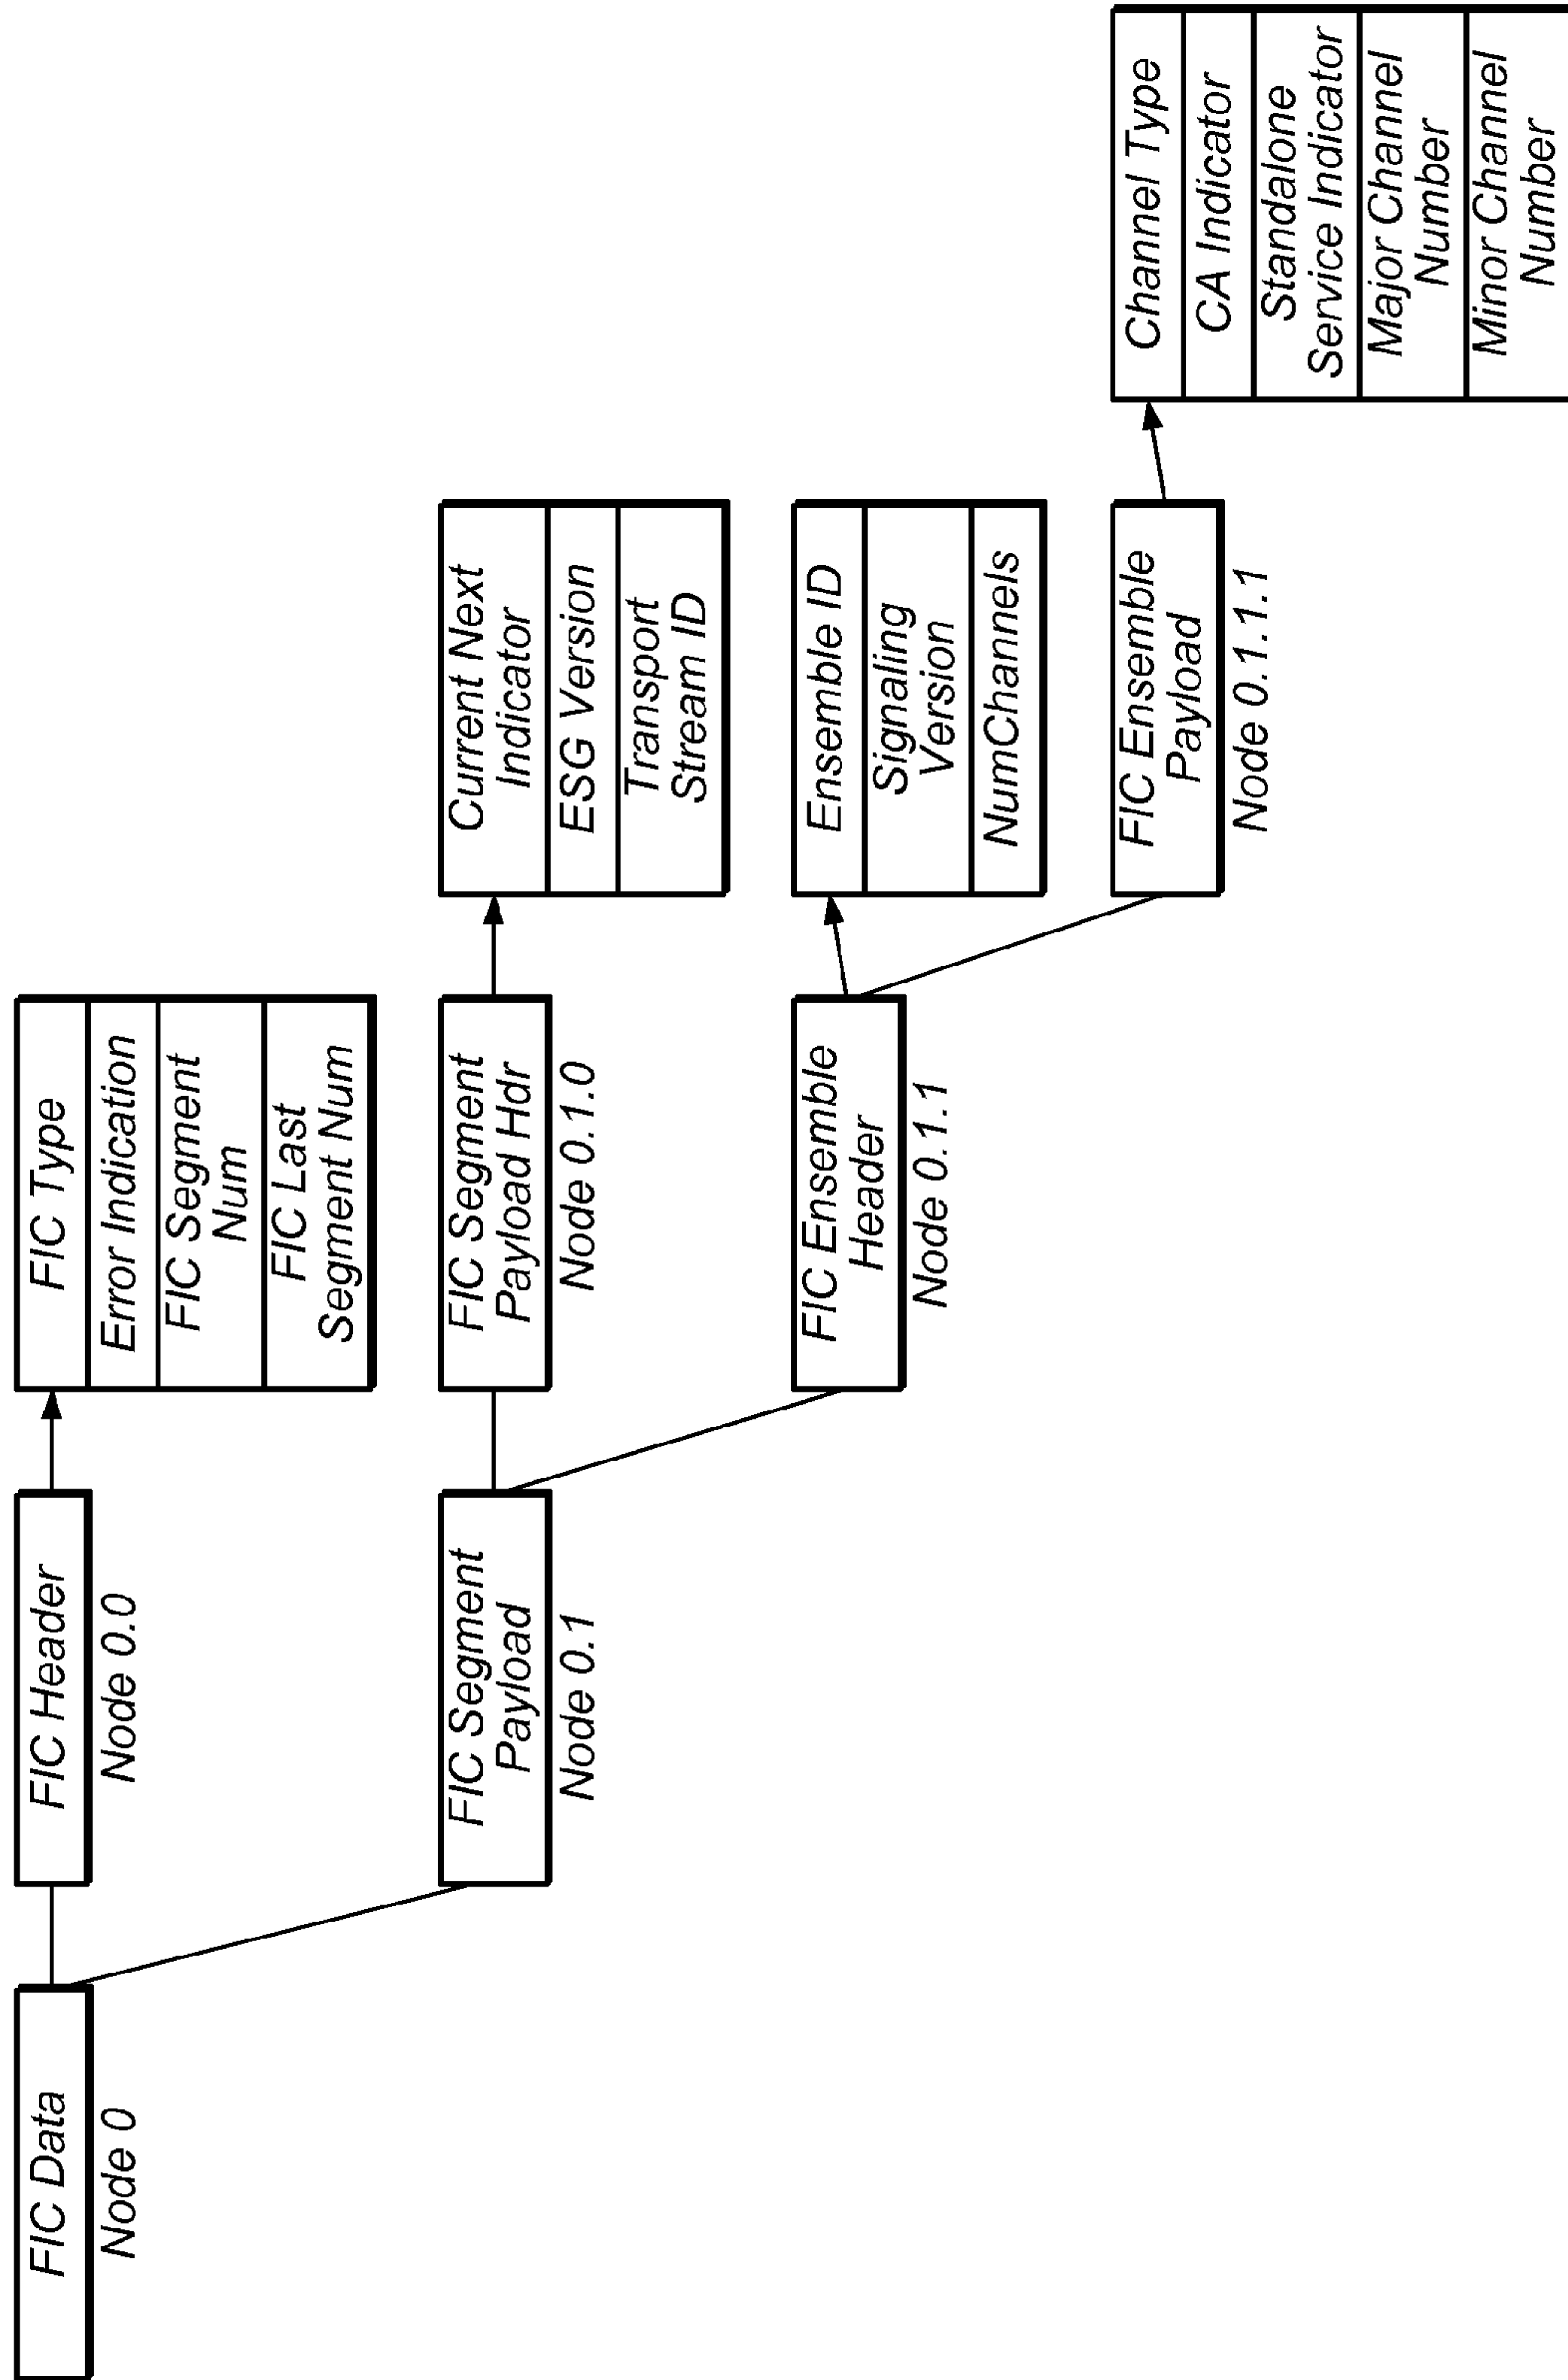 FIC Data
Node 0
FIC Header
Node 0.0
FIC Type
Error Indication
FIC Segment
Num
FIC Last
Segment Num
FIC Segment
Payload
Node 0.1
FIC Segment
Payload Hdr
Node 0.1.0
Current Next
Indicator
ESG Version
Transport
Stream ID
FIC Ensemble
Header
Node 0.1.1
Ensemble ID
Signaling
Version
NumChannels
FIC Ensemble
Payload
Node 0.1.1.1
Channel Type
CA Indicator
Standalone
Service Indicator
Major Channel
Number
Minor Channel
Number